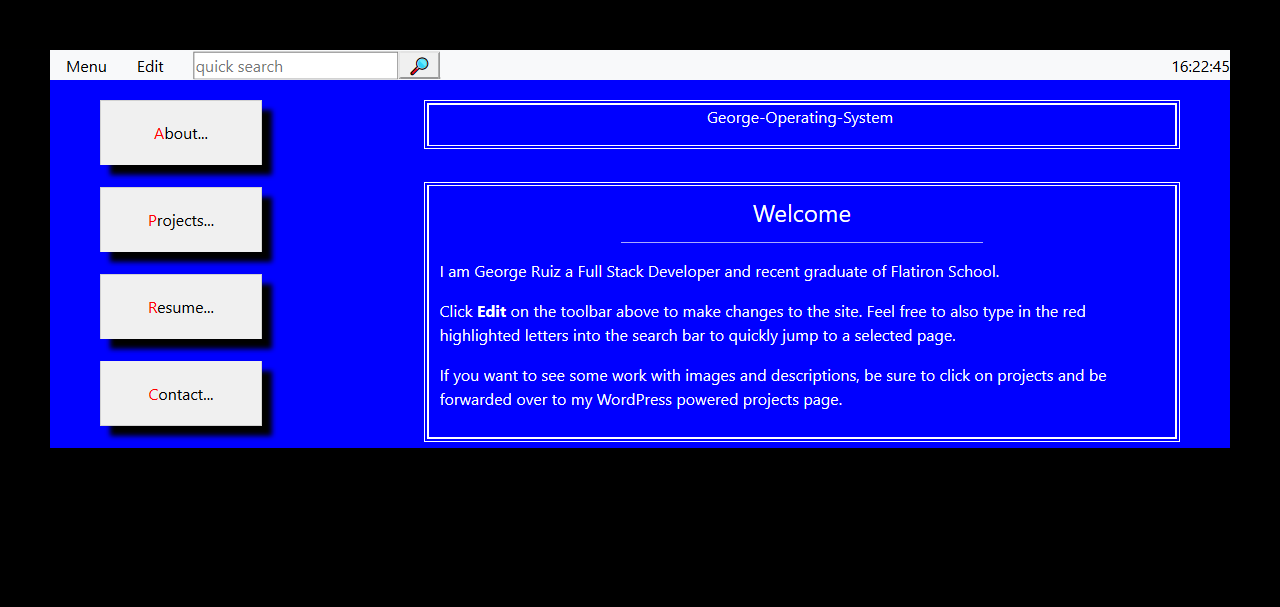 Menu Edit quick search 16:22:45
About...
Projects...
Resume...
Contact...
George-Operating-System
Welcome
I am George Ruiz a Full Stack Developer and recent graduate of Flatiron School.
Click Edit on the toolbar above to make changes to the site. Feel free to also type in the red
highlighted letters into the search bar to quickly jump to a selected page.
If you want to see some work with images and descriptions, be sure to click on projects and be
forwarded over to my WordPress powered projects page.